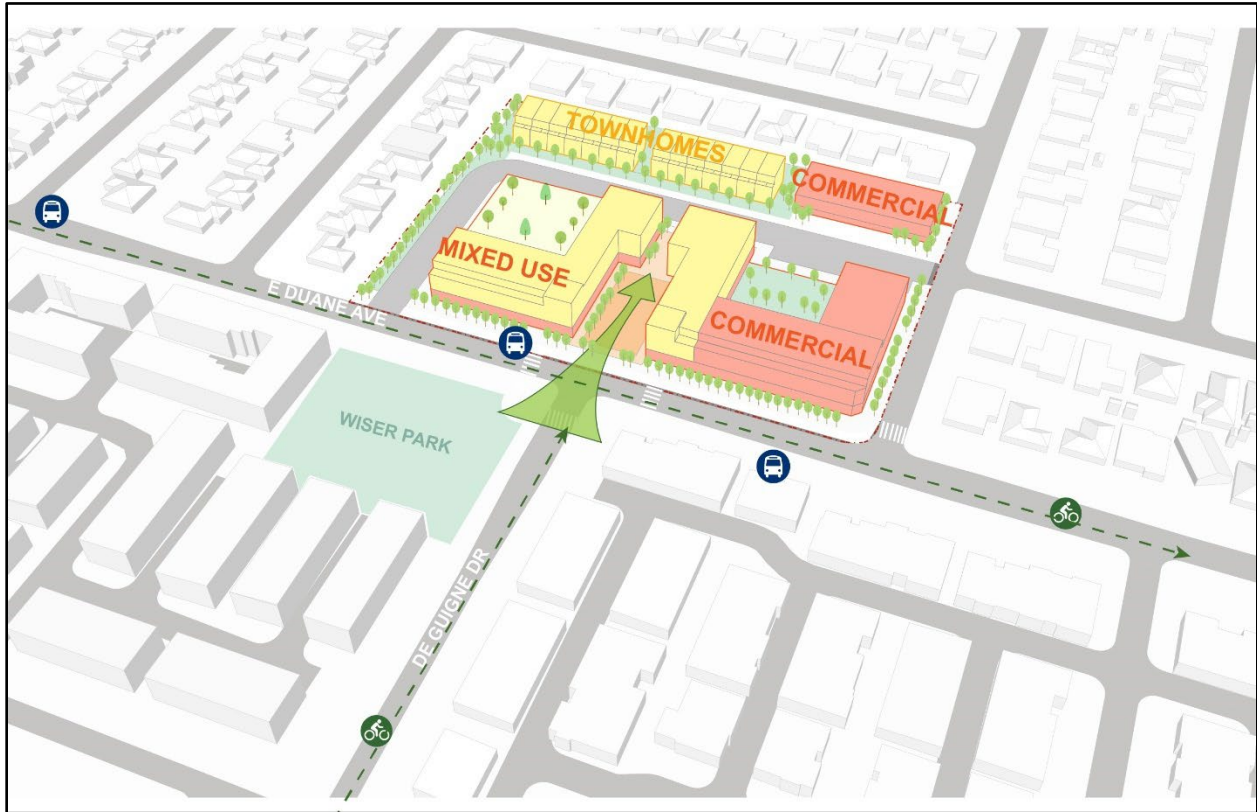 TOWNHOMES
COMMERCIAL
MIXED USE
COMMERCIAL
E DUANE AVE
WISER PARK
DE GUIGNE DR